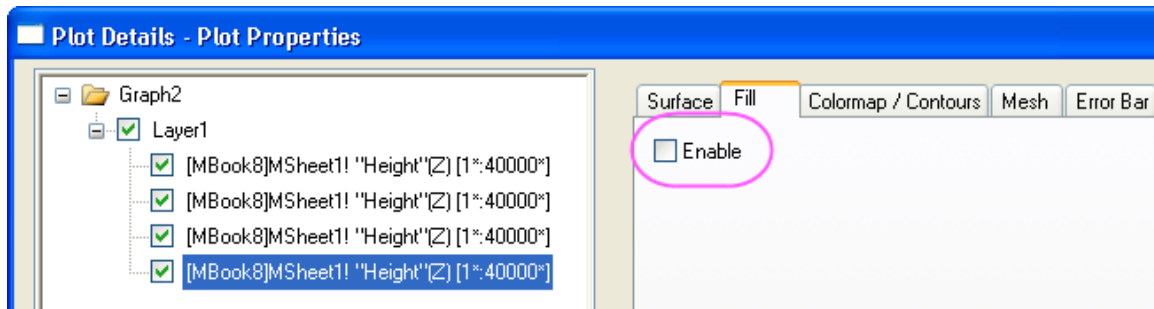 Plot Details - Plot Properties
Graph2
Layer1
[MBook8]MSheet1! "Height"(Z) [1*:40000*]
[MBook8]MSheet1! "Height"(Z) [1*:40000*]
[MBook8]MSheet1! "Height"(Z) [1*:40000*]
[MBook8]MSheet1! "Height"(Z) [1*:40000*]
Surface Fill Colormap / Contours Mesh Error Bar
Enable